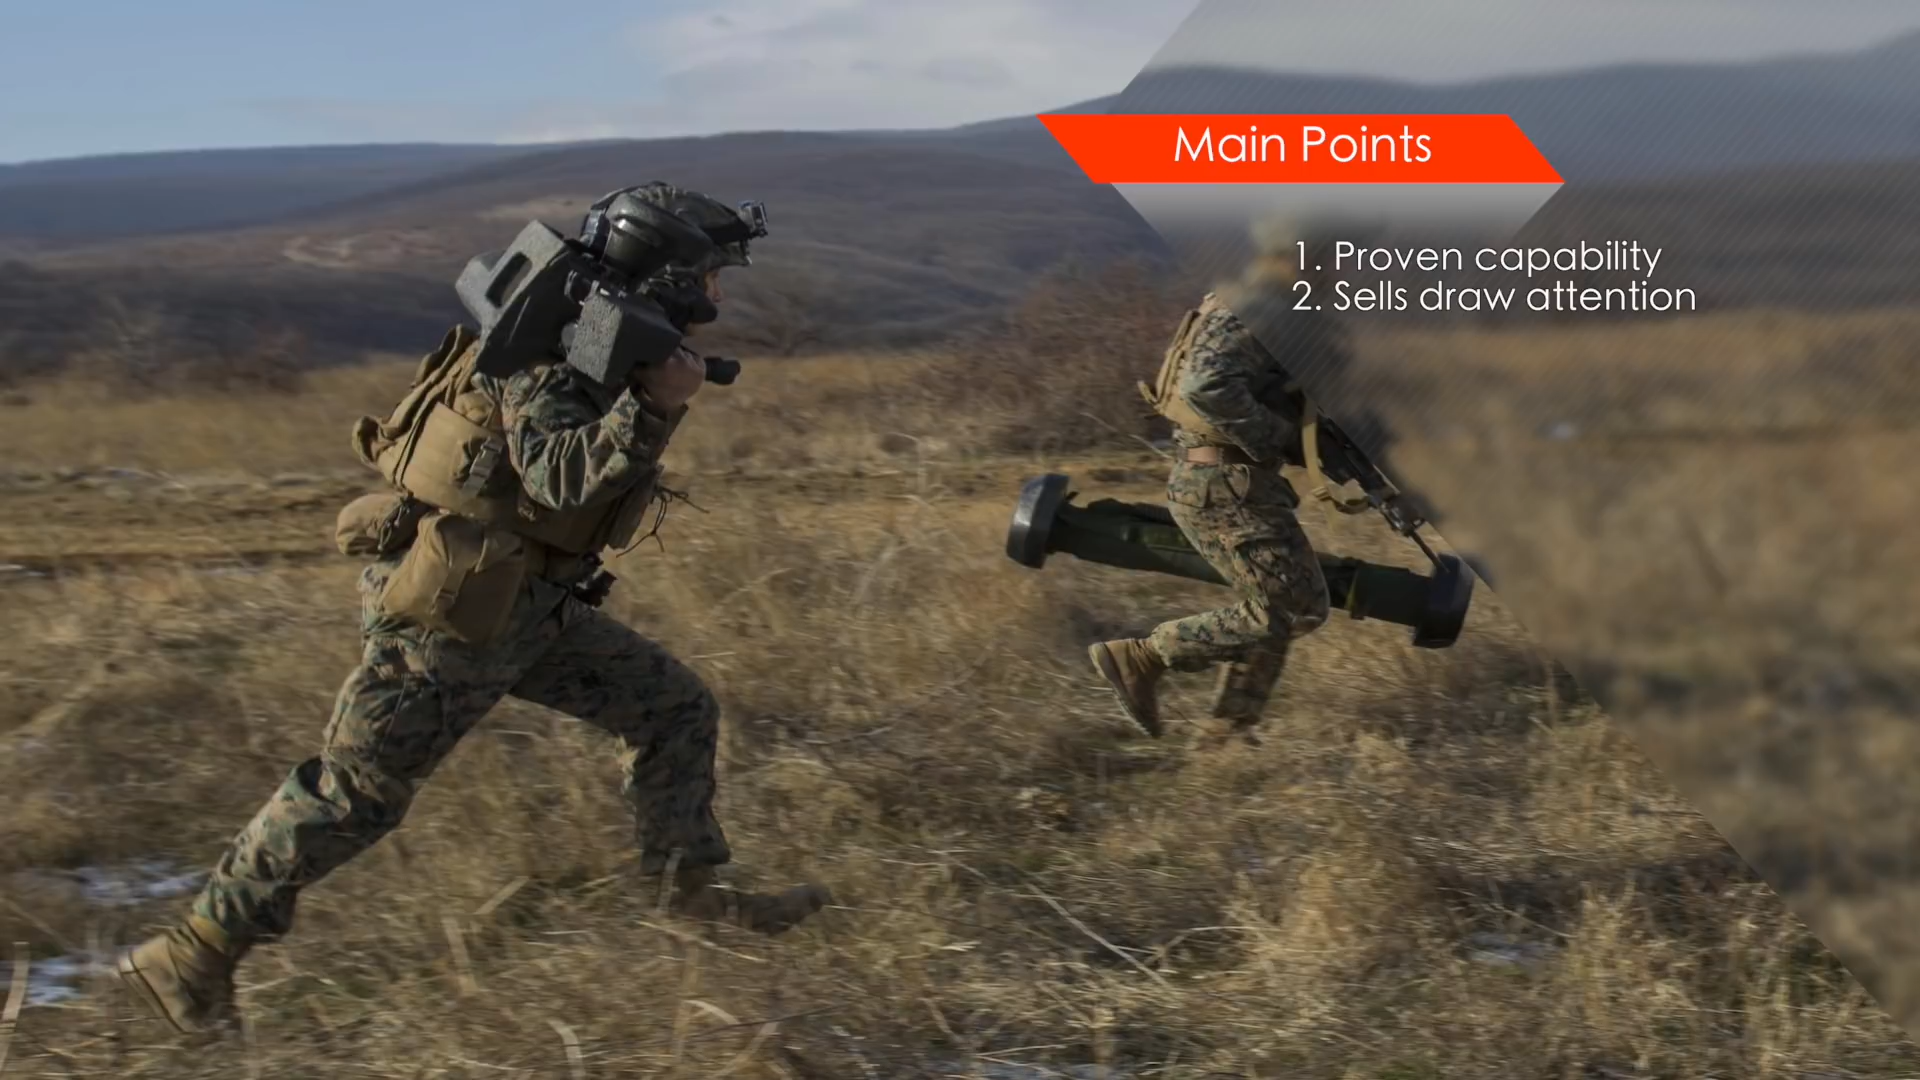 Main Points
1. Proven capability
2. Sells draw attention